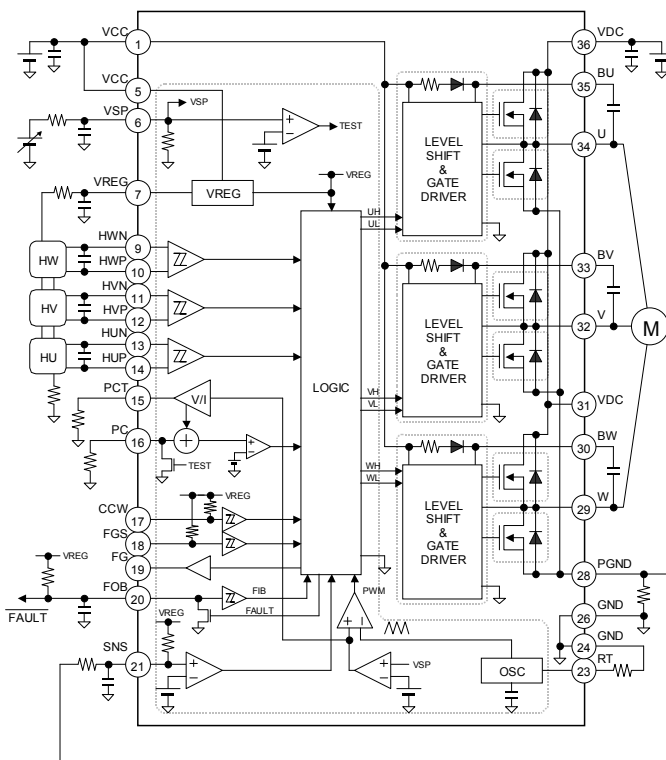 VCC
1
VCC
5
VSP
6
VSP
TEST
VREG
7
VREG
VREG
HWN
9
HW
HWP
10
HVN
11
HV
HVP
12
HUN
13
HU
HUP
14
PCT
15
V/I
PC
16
TEST
CCW
17
VREG
FGS
18
FG
19
VREG
FOB
20
FIB
FAULT
FAULT
VREG
SNS
21
LOGIC
UH
UL
VH
VL
WH
WL
PWM
VSP
OSC
LEVEL
SHIFT
&
GATE
DRIVER
LEVEL
SHIFT
&
GATE
DRIVER
LEVEL
SHIFT
&
GATE
DRIVER
36
VDC
BU
35
U
34
BV
33
V
32
M
VDC
31
BW
30
W
29
PGND
28
GND
26
GND
24
RT
23